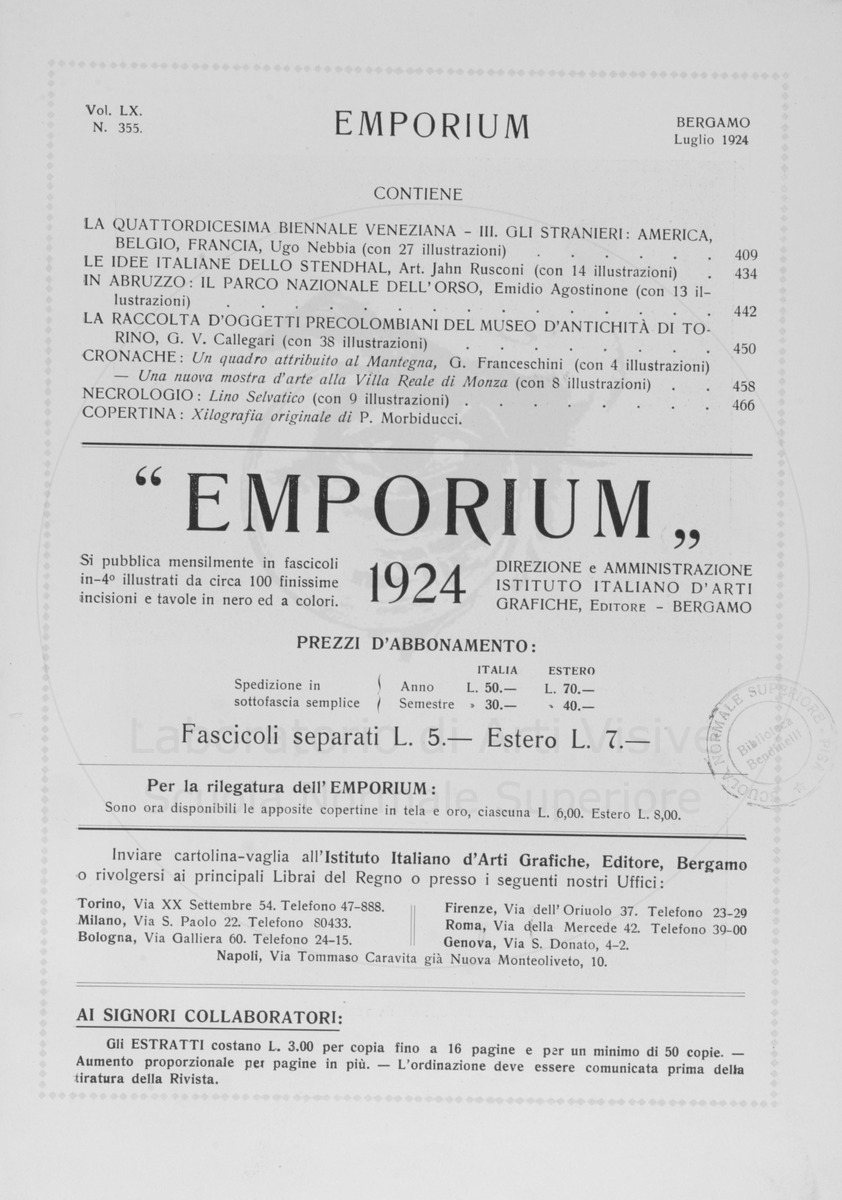 Vol. LX.
N. 355.
EMPORIUM
BERGAMO
Luglio 1924
CONTIENE
LA QUATTORDICESIMA BIENNALE VENEZIANA – III. GLI STRANIERI: AMERICA,
BELGIO, FRANCIA, Ugo Nebbia (con 27 illustrazioni) . . . . . . 409
LE IDEE ITALIANE DELLO STENDHAL, Art. Jahn Rusconi (con 14 illustrazioni) . 434
IN ABRUZZO: IL PARCO NAZIONALE DELL'ORSO, Emidio Agostinone (con 13 il-
lustrazioni) . . . . . . . . . . . . . . 442
LA RACCOLTA D'OGGETTI PRECOLOMBIANI DEL MUSEO D'ANTICHITÀ DI TO-
RINO, G. V. Callegari (con 38 illustrazioni) . . . . . . . 450
CRONACHE: Un quadro attribuito al Mantegna, G. Franceschini (con 4 illustrazioni)
— Una nuova mostra d'arte alla Villa Reale di Monza (con 8 illustrazioni) . . 458
NECROLOGIO: Lino Selvatico (con 9 illustrazioni) . . . . . . . . 466
COPERTINA: Xilografia originale di P. Morbiducci.
“ EMPORIUM „
Si pubblica mensilmente in fascicoli
in-4º illustrati da circa 100 finissime
incisioni e tavole in nero ed a colori.
1924
DIREZIONE e AMMINISTRAZIONE
ISTITUTO ITALIANO D'ARTI
GRAFICHE, EDITORE – BERGAMO
PREZZI D'ABBONAMENTO:
ITALIA ESTERO
Spedizione in Anno L. 50.— L. 70.—
sottofascia semplice Semestre » 30.— » 40.—
Fascicoli separati L. 5.— Estero L. 7.—
Per la rilegatura dell'EMPORIUM:
Sono ora disponibili le apposite copertine in tela e oro, ciascuna L. 6,00. Estero L. 8,00.
Inviare cartolina-vaglia all'Istituto Italiano d'Arti Grafiche, Editore, Bergamo
o rivolgersi ai principali Librai del Regno o presso i seguenti nostri Uffici:
Torino, Via XX Settembre 54. Telefono 47-888.
Milano, Via S. Paolo 22. Telefono 80433.
Bologna, Via Galliera 60. Telefono 24-15.
Firenze, Via dell'Oriuolo 37. Telefono 23-29
Roma, Via della Mercede 42. Telefono 39-00
Genova, Via S. Donato, 4-2.
Napoli, Via Tommaso Caravita già Nuova Monteoliveto, 10.
AI SIGNORI COLLABORATORI:
Gli ESTRATTI costano L. 3.00 per copia fino a 16 pagine e per un minimo di 50 copie. —
Aumento proporzionale per pagine in più. — L'ordinazione deve essere comunicata prima della
tiratura della Rivista.
SCUOLA NORMALE SUPERIORE - PISA
Biblioteca
Laboratorio di Arti Visive
Scuola Normale Superiore